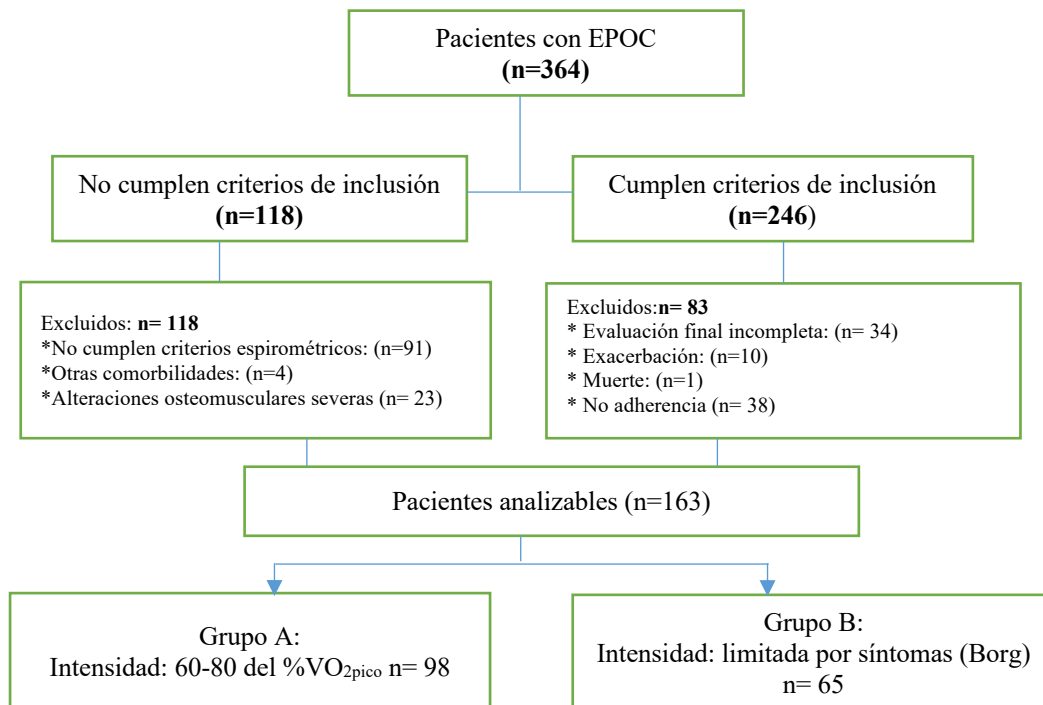 Pacientes con EPOC
(n=364)
No cumplen criterios de inclusión
(n=118)
Cumplen criterios de inclusión
(n=246)
Excluidos: n= 118
*No cumplen criterios espirométricos: (n=91)
*Otras comorbilidades: (n=4)
*Alteraciones osteomusculares severas (n= 23)
Excluidos:n= 83
* Evaluación final incompleta: (n= 34)
* Exacerbación: (n=10)
* Muerte: (n=1)
* No adherencia (n= 38)
Pacientes analizables (n=163)
Grupo A:
Intensidad: 60-80 del %VO2pico n= 98
Grupo B:
Intensidad: limitada por síntomas (Borg)
n= 65